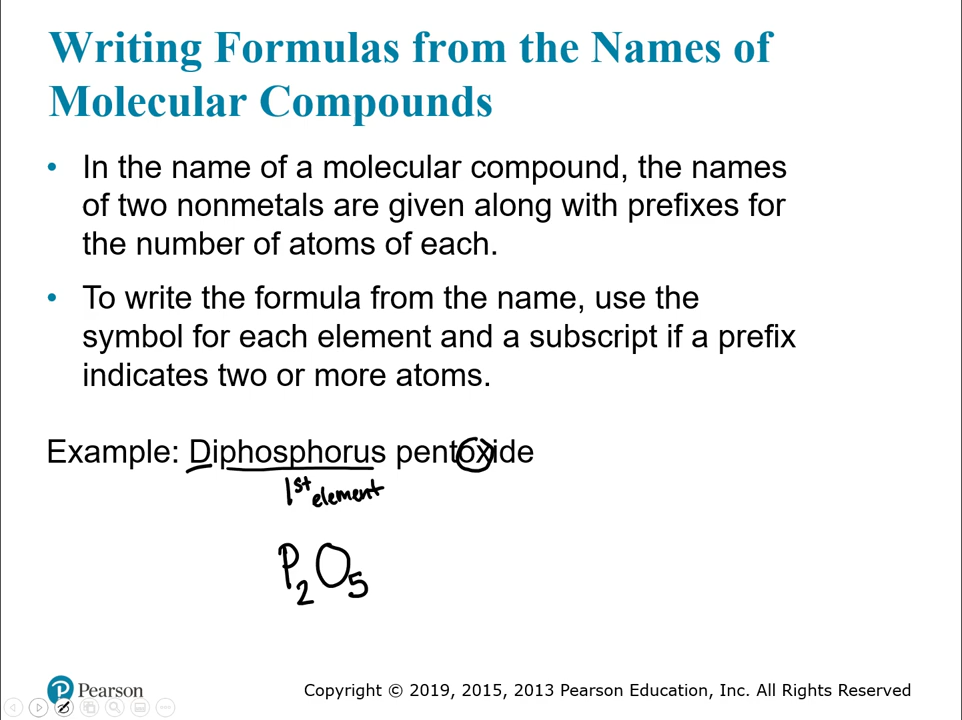 Writing Formulas from the Names of
Molecular Compounds
• In the name of a molecular compound, the names
of two nonmetals are given along with prefixes for
the number of atoms of each.
• To write the formula from the name, use the
symbol for each element and a subscript if a prefix
indicates two or more atoms.
Example: Diphosphorus pentoxide
1st element
P2O5
Pearson
Copyright © 2019, 2015, 2013 Pearson Education, Inc. All Rights Reserved